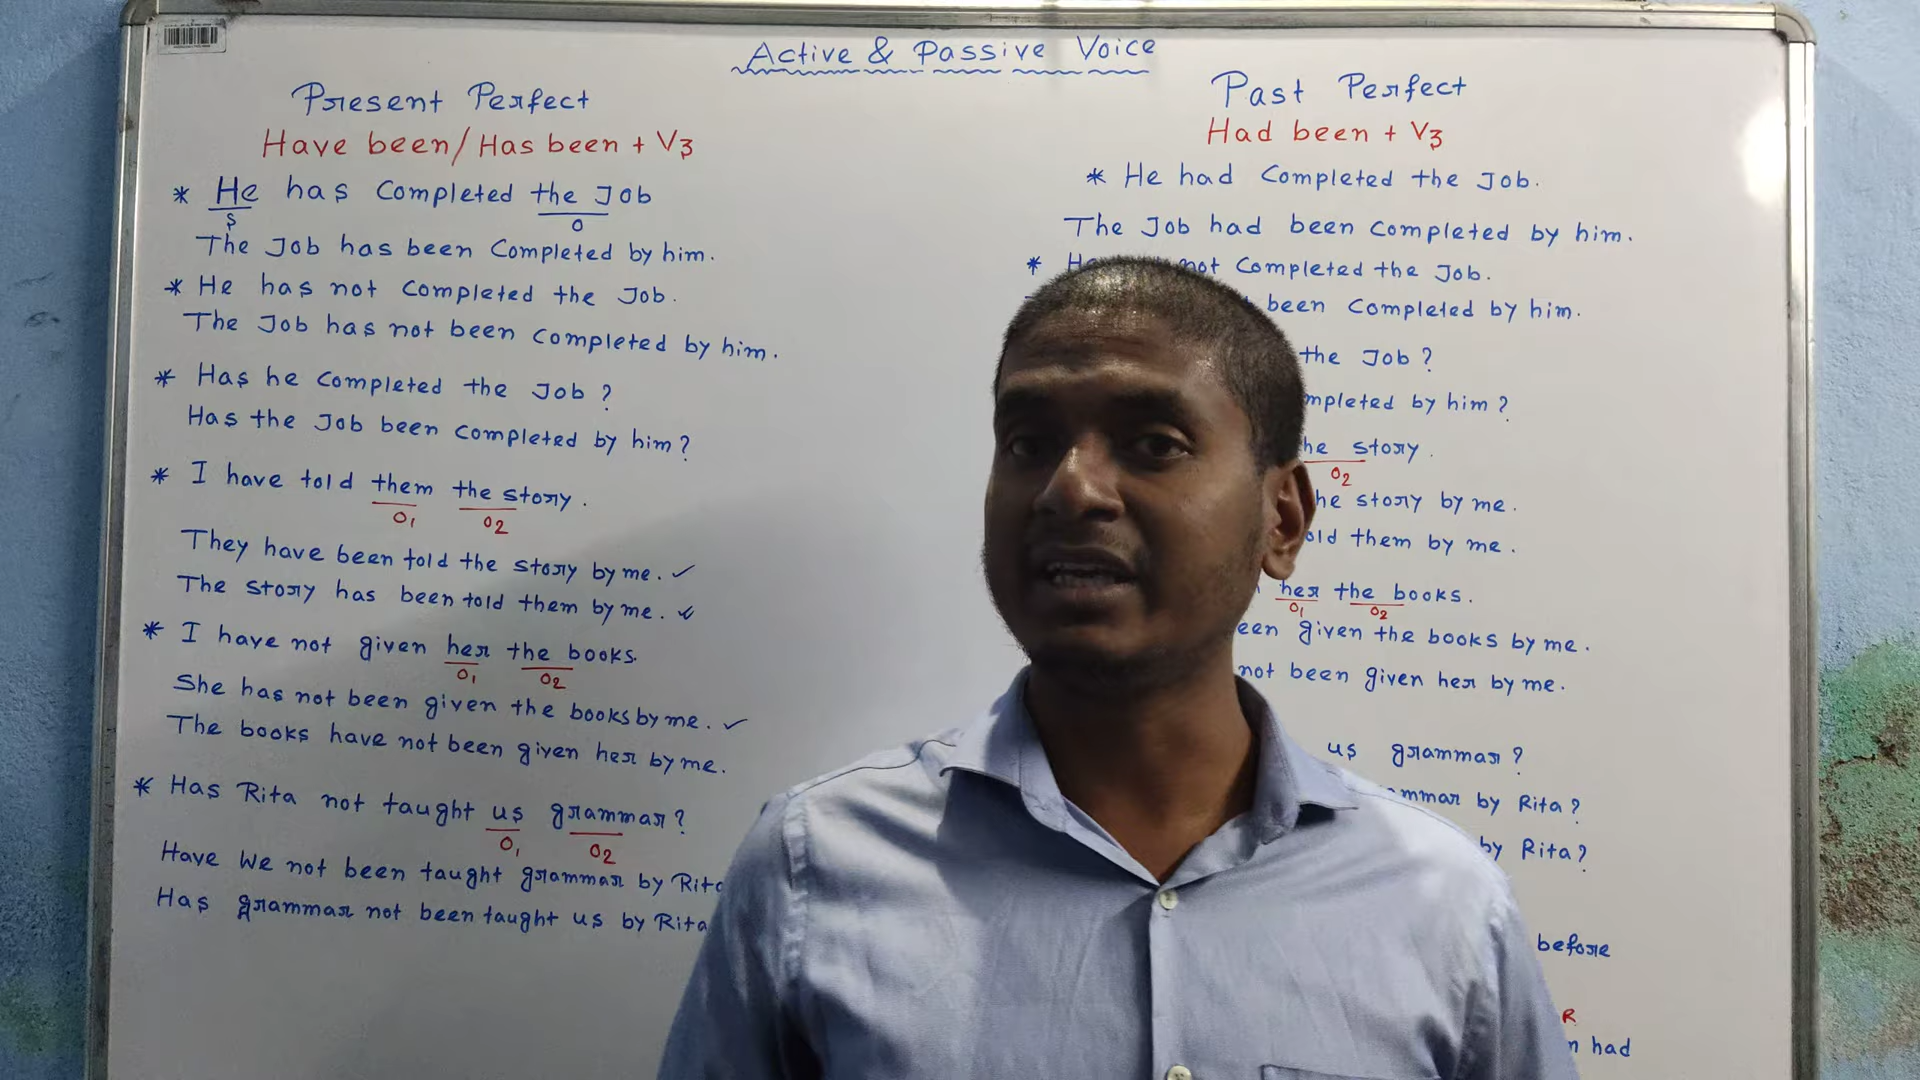 Active & Passive Voice
Present Perfect
Have been/Has been + V3
* He has completed the Job
S O
The Job has been completed by him.
* He has not completed the Job.
The Job has not been completed by him.
* Has he completed the Job?
Has the Job been completed by him?
* I have told them the story.
O1 O2
They have been told the story by me. ✓
The story has been told them by me. ✓
* I have not given her the books.
O1 O2
She has not been given the books by me. ✓
The books have not been given her by me.
* Has Rita not taught us grammar?
O1 O2
Have We not been taught grammar by Rita
Has grammar not been taught us by Rita
Past Perfect
Had been + V3
* He had completed the Job.
The Job had been completed by him.
* not completed the Job.
been completed by him.
the Job?
by him?
story.
O2
story by me.
them by me.
her the books.
O1 O2
given the books by me.
not been given her by me.
us grammar?
by Rita?
by Rita?
before
had